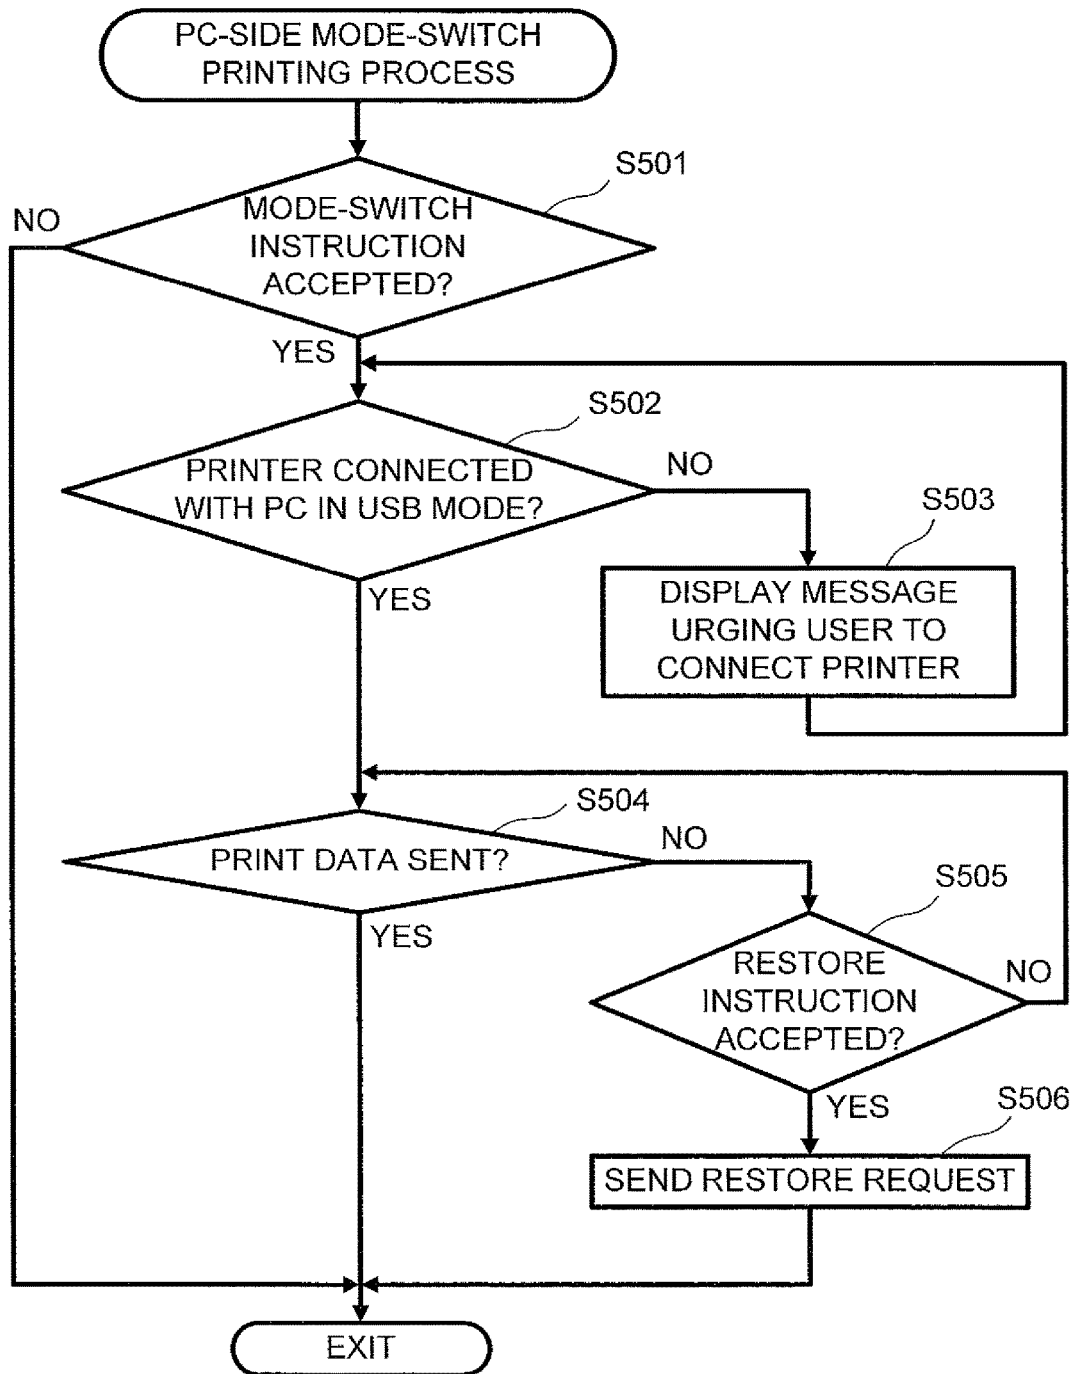 PC-SIDE MODE-SWITCH
PRINTING PROCESS
S501
NO
MODE-SWITCH
INSTRUCTION
ACCEPTED?
YES
S502
PRINTER CONNECTED
WITH PC IN USB MODE?
NO
S503
YES
DISPLAY MESSAGE
URGING USER TO
CONNECT PRINTER
S504
PRINT DATA SENT?
NO
S505
YES
RESTORE
INSTRUCTION
ACCEPTED?
NO
YES
S506
SEND RESTORE REQUEST
EXIT